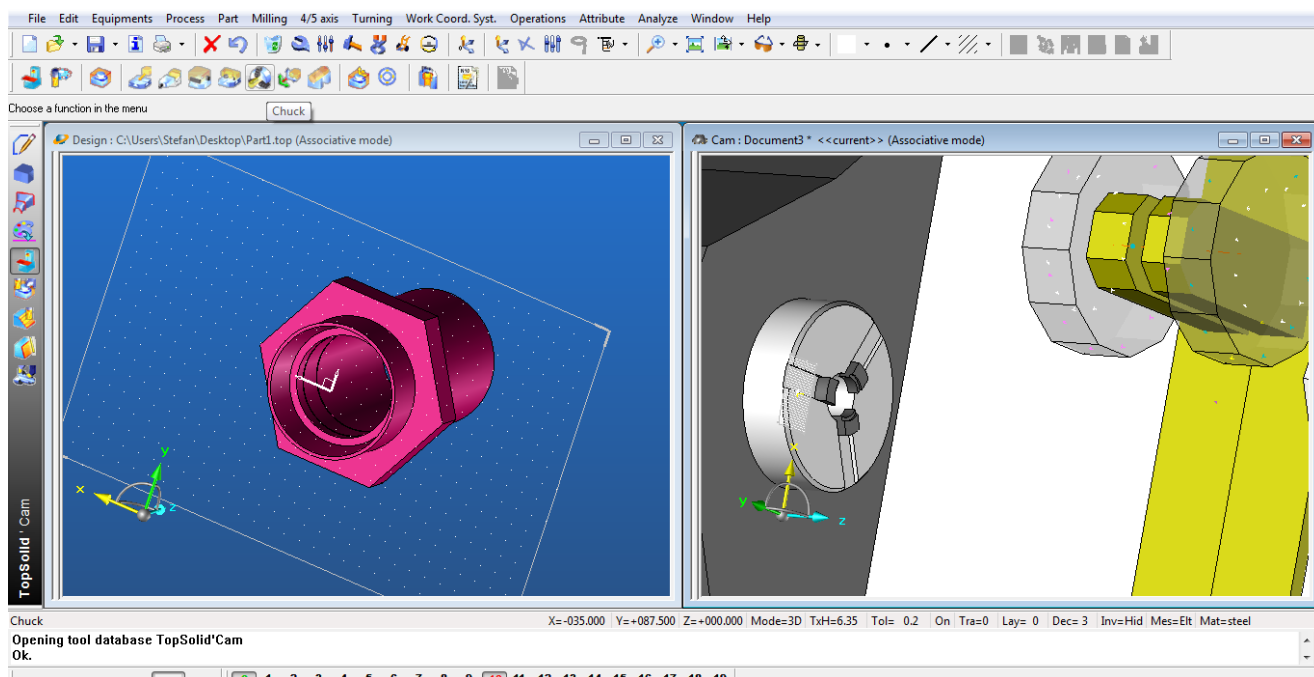 File Edit Equipments Process Part Milling 4/5 axis Turning Work Coord. Syst. Operations Attribute Analyze Window Help
Choose a function in the menu
Chuck
Design : C:\Users\Stefan\Desktop\Part1.top (Associative mode)
Cam : Document3 * <<current>> (Associative mode)
y
x
z
x
y
z
TopSolid'Cam
Chuck X=-035.000 Y=+087.500 Z=+000.000 Mode=3D TxH=6.35 Tol= 0.2 On Tra=0 Lay= 0 Dec= 3 Inv=Hid Mes=Elt Mat=steel
Opening tool database TopSolid'Cam
Ok.